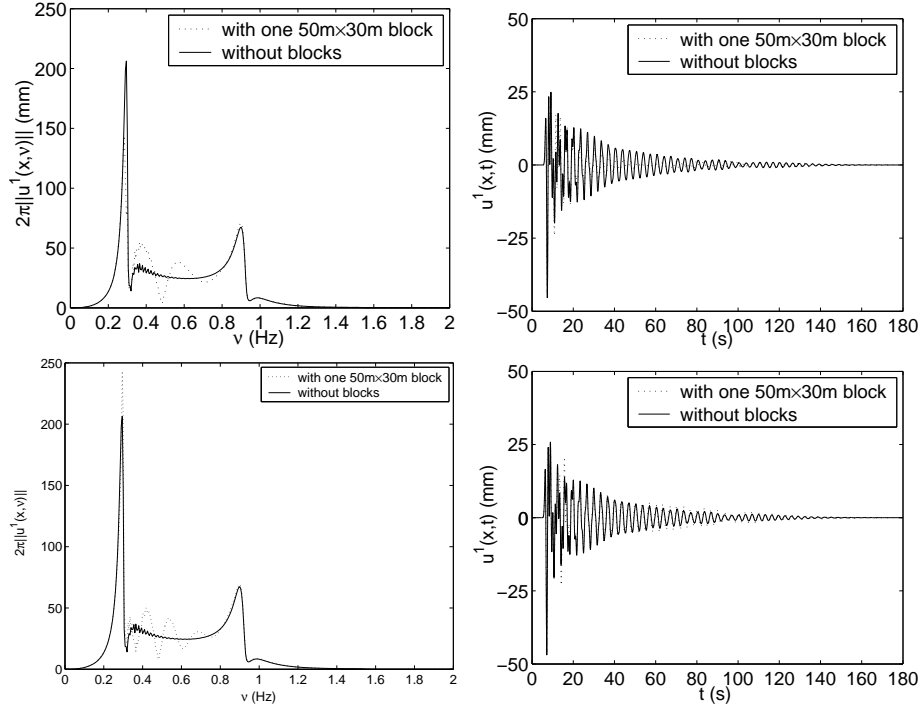 250
200
150
100
50
0
2π||u¹(x,ν)|| (mm)
with one 50m×30m block
without blocks
0 0.2 0.4 0.6 0.8 1 1.2 1.4 1.6 1.8 2
ν (Hz)
50
25
0
−25
−50
u¹(x,t) (mm)
with one 50m×30m block
without blocks
0 20 40 60 80 100 120 140 160 180
t (s)
250
200
150
100
50
0
2π||u¹(x,ν)||
with one 50m×30m block
without blocks
0 0.2 0.4 0.6 0.8 1 1.2 1.4 1.6 1.8 2
ν (Hz)
50
25
0
−25
−50
u¹(x,t) (mm)
with one 50m×30m block
without blocks
0 20 40 60 80 100 120 140 160 180
t (s)